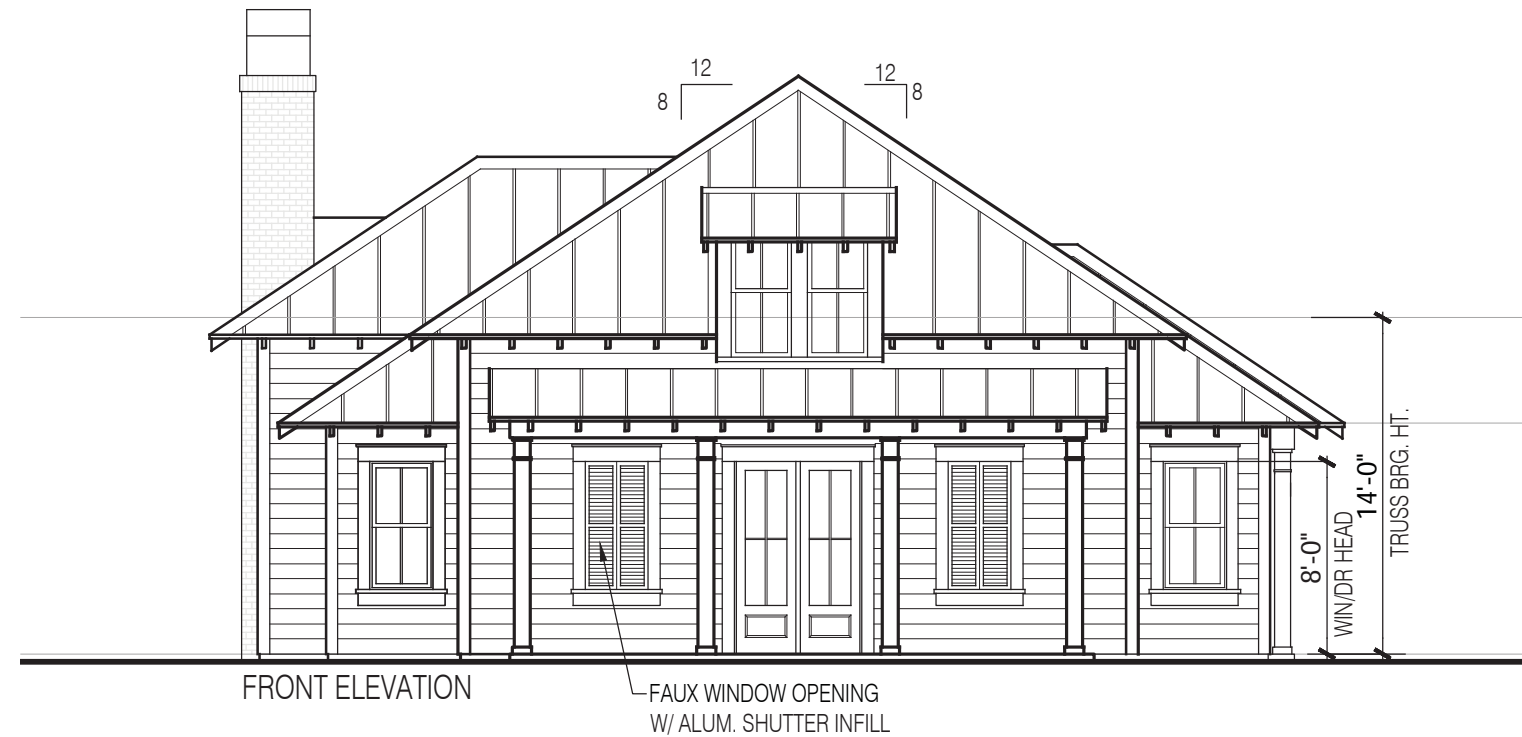 12
8
12
8
14'-0"
TRUSS BRG. HT.
8'-0"
WIN/DR HEAD
FRONT ELEVATION
FAUX WINDOW OPENING
W/ ALUM. SHUTTER INFILL